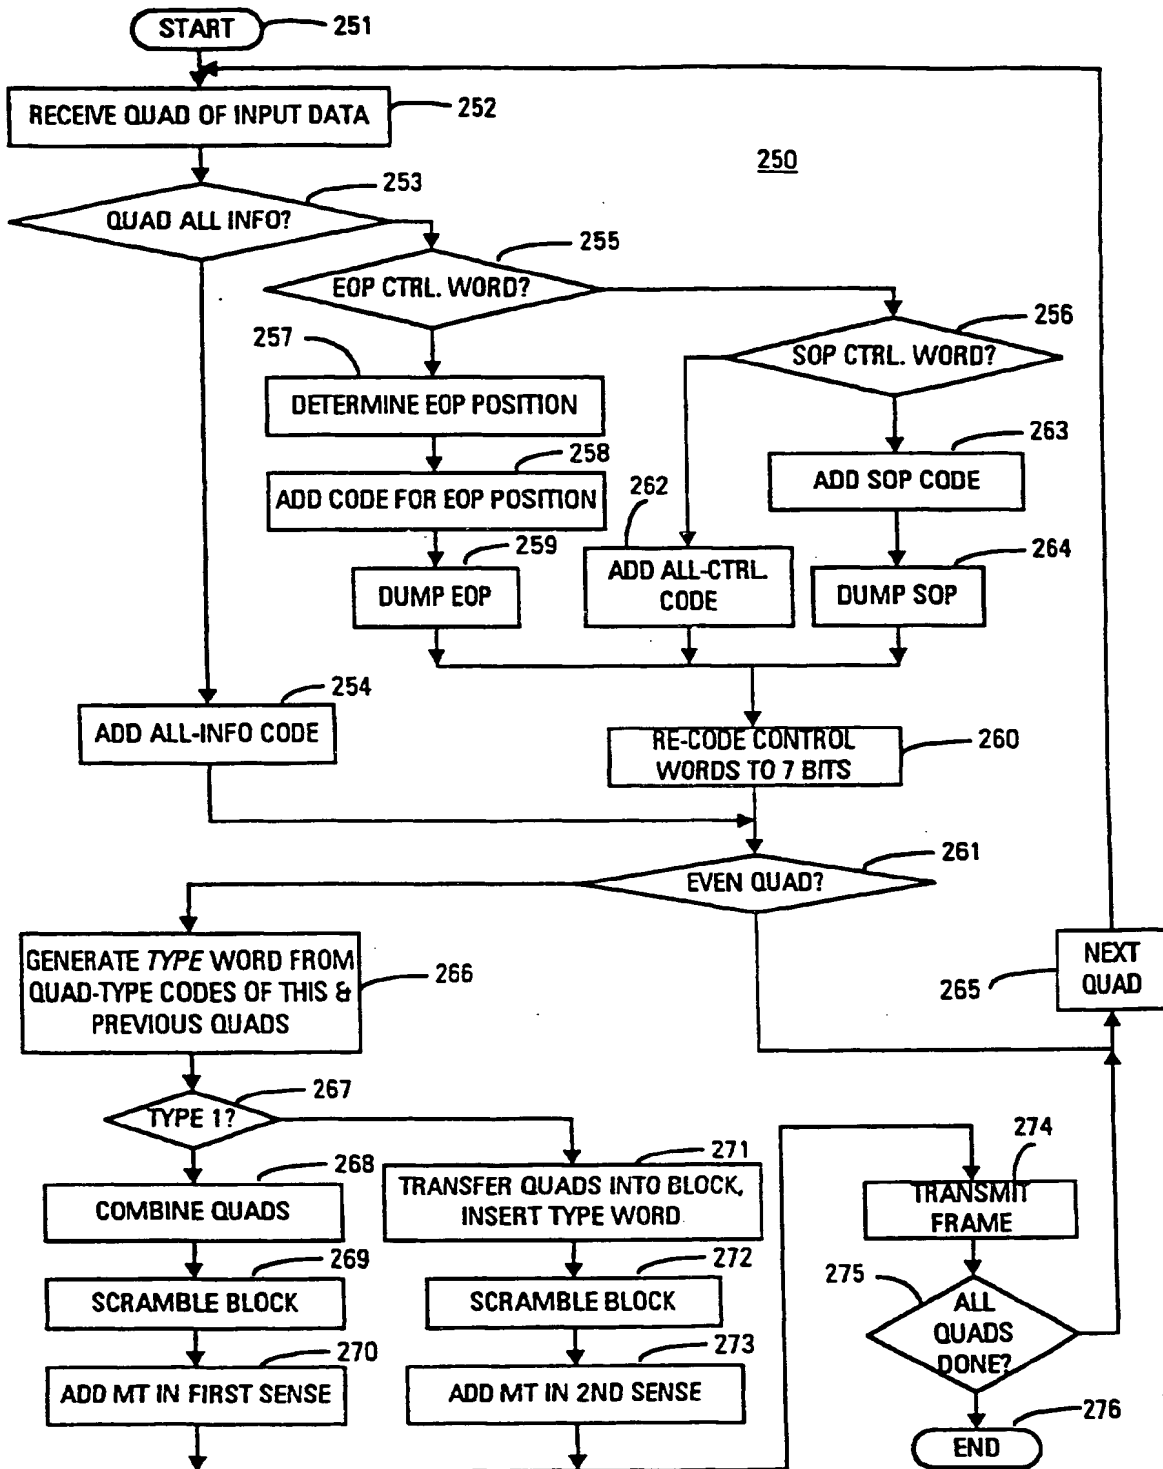 START
251
RECEIVE QUAD OF INPUT DATA
252
250
253
QUAD ALL INFO?
255
EOP CTRL. WORD?
256
SOP CTRL. WORD?
257
DETERMINE EOP POSITION
258
ADD CODE FOR EOP POSITION
259
DUMP EOP
262
ADD ALL-CTRL.
CODE
263
ADD SOP CODE
264
DUMP SOP
254
ADD ALL-INFO CODE
RE-CODE CONTROL
WORDS TO 7 BITS
260
261
EVEN QUAD?
GENERATE TYPE WORD FROM
QUAD-TYPE CODES OF THIS &
PREVIOUS QUADS
266
NEXT
QUAD
265
267
TYPE 1?
268
COMBINE QUADS
269
SCRAMBLE BLOCK
270
ADD MT IN FIRST SENSE
271
TRANSFER QUADS INTO BLOCK,
INSERT TYPE WORD
272
SCRAMBLE BLOCK
273
ADD MT IN 2ND SENSE
274
TRANSMIT
FRAME
275
ALL
QUADS
DONE?
276
END